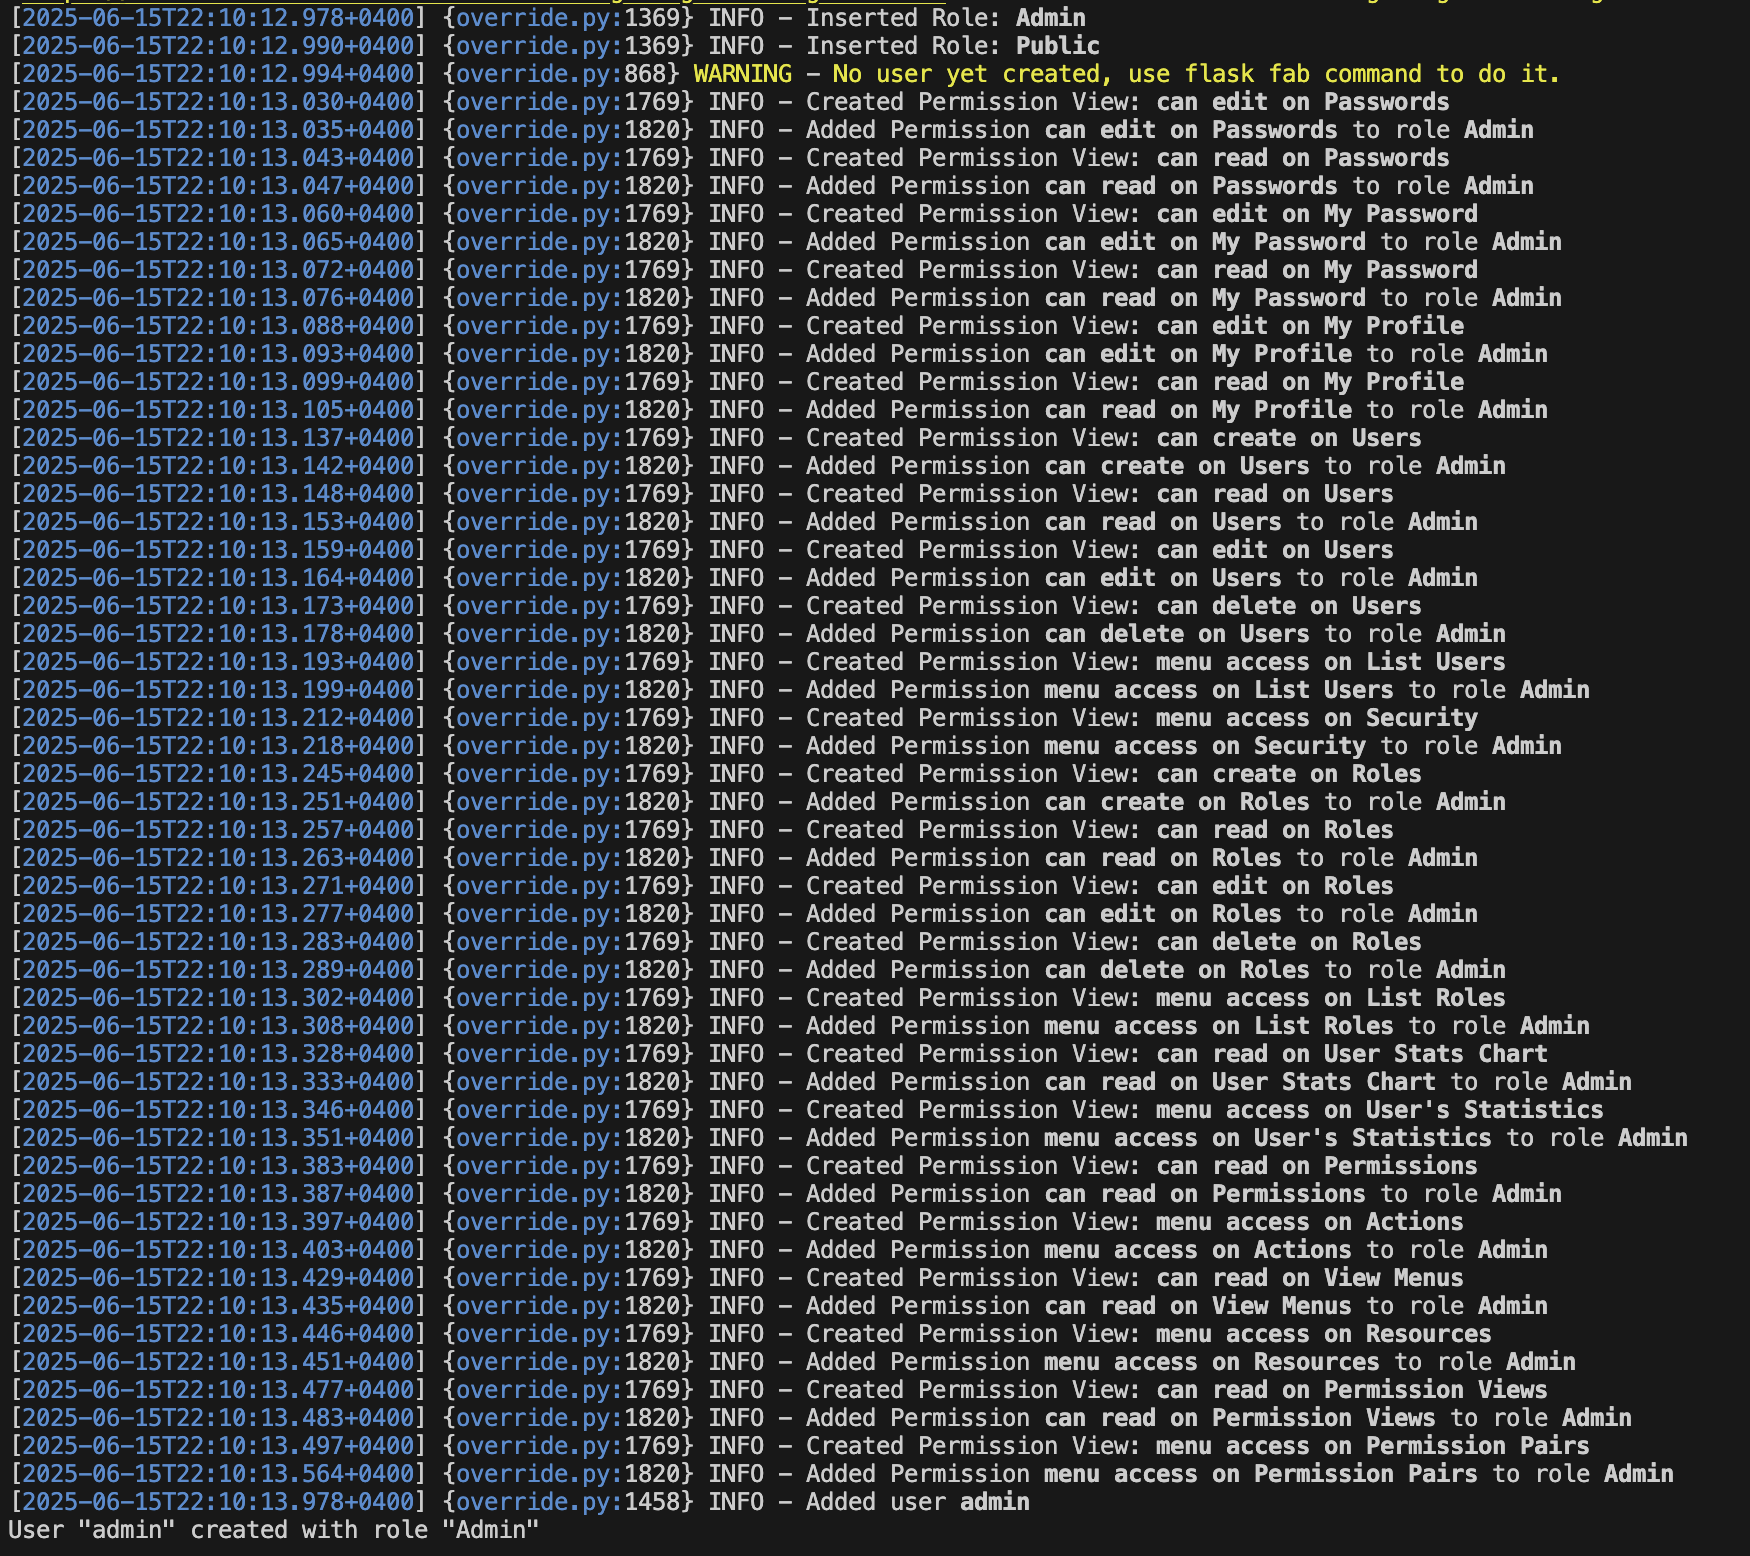 [2025-06-15T22:10:12.978+0400] {override.py:1369} INFO - Inserted Role: Admin
[2025-06-15T22:10:12.990+0400] {override.py:1369} INFO - Inserted Role: Public
[2025-06-15T22:10:12.994+0400] {override.py:868} WARNING - No user yet created, use flask fab command to do it.
[2025-06-15T22:10:13.030+0400] {override.py:1769} INFO - Created Permission View: can edit on Passwords
[2025-06-15T22:10:13.035+0400] {override.py:1820} INFO - Added Permission can edit on Passwords to role Admin
[2025-06-15T22:10:13.043+0400] {override.py:1769} INFO - Created Permission View: can read on Passwords
[2025-06-15T22:10:13.047+0400] {override.py:1820} INFO - Added Permission can read on Passwords to role Admin
[2025-06-15T22:10:13.060+0400] {override.py:1769} INFO - Created Permission View: can edit on My Password
[2025-06-15T22:10:13.065+0400] {override.py:1820} INFO - Added Permission can edit on My Password to role Admin
[2025-06-15T22:10:13.072+0400] {override.py:1769} INFO - Created Permission View: can read on My Password
[2025-06-15T22:10:13.076+0400] {override.py:1820} INFO - Added Permission can read on My Password to role Admin
[2025-06-15T22:10:13.088+0400] {override.py:1769} INFO - Created Permission View: can edit on My Profile
[2025-06-15T22:10:13.093+0400] {override.py:1820} INFO - Added Permission can edit on My Profile to role Admin
[2025-06-15T22:10:13.099+0400] {override.py:1769} INFO - Created Permission View: can read on My Profile
[2025-06-15T22:10:13.105+0400] {override.py:1820} INFO - Added Permission can read on My Profile to role Admin
[2025-06-15T22:10:13.137+0400] {override.py:1769} INFO - Created Permission View: can create on Users
[2025-06-15T22:10:13.142+0400] {override.py:1820} INFO - Added Permission can create on Users to role Admin
[2025-06-15T22:10:13.148+0400] {override.py:1769} INFO - Created Permission View: can read on Users
[2025-06-15T22:10:13.153+0400] {override.py:1820} INFO - Added Permission can read on Users to role Admin
[2025-06-15T22:10:13.159+0400] {override.py:1769} INFO - Created Permission View: can edit on Users
[2025-06-15T22:10:13.164+0400] {override.py:1820} INFO - Added Permission can edit on Users to role Admin
[2025-06-15T22:10:13.173+0400] {override.py:1769} INFO - Created Permission View: can delete on Users
[2025-06-15T22:10:13.178+0400] {override.py:1820} INFO - Added Permission can delete on Users to role Admin
[2025-06-15T22:10:13.193+0400] {override.py:1769} INFO - Created Permission View: menu access on List Users
[2025-06-15T22:10:13.199+0400] {override.py:1820} INFO - Added Permission menu access on List Users to role Admin
[2025-06-15T22:10:13.212+0400] {override.py:1769} INFO - Created Permission View: menu access on Security
[2025-06-15T22:10:13.218+0400] {override.py:1820} INFO - Added Permission menu access on Security to role Admin
[2025-06-15T22:10:13.245+0400] {override.py:1769} INFO - Created Permission View: can create on Roles
[2025-06-15T22:10:13.251+0400] {override.py:1820} INFO - Added Permission can create on Roles to role Admin
[2025-06-15T22:10:13.257+0400] {override.py:1769} INFO - Created Permission View: can read on Roles
[2025-06-15T22:10:13.263+0400] {override.py:1820} INFO - Added Permission can read on Roles to role Admin
[2025-06-15T22:10:13.271+0400] {override.py:1769} INFO - Created Permission View: can edit on Roles
[2025-06-15T22:10:13.277+0400] {override.py:1820} INFO - Added Permission can edit on Roles to role Admin
[2025-06-15T22:10:13.283+0400] {override.py:1769} INFO - Created Permission View: can delete on Roles
[2025-06-15T22:10:13.289+0400] {override.py:1820} INFO - Added Permission can delete on Roles to role Admin
[2025-06-15T22:10:13.302+0400] {override.py:1769} INFO - Created Permission View: menu access on List Roles
[2025-06-15T22:10:13.308+0400] {override.py:1820} INFO - Added Permission menu access on List Roles to role Admin
[2025-06-15T22:10:13.328+0400] {override.py:1769} INFO - Created Permission View: can read on User Stats Chart
[2025-06-15T22:10:13.333+0400] {override.py:1820} INFO - Added Permission can read on User Stats Chart to role Admin
[2025-06-15T22:10:13.346+0400] {override.py:1769} INFO - Created Permission View: menu access on User's Statistics
[2025-06-15T22:10:13.351+0400] {override.py:1820} INFO - Added Permission menu access on User's Statistics to role Admin
[2025-06-15T22:10:13.383+0400] {override.py:1769} INFO - Created Permission View: can read on Permissions
[2025-06-15T22:10:13.387+0400] {override.py:1820} INFO - Added Permission can read on Permissions to role Admin
[2025-06-15T22:10:13.397+0400] {override.py:1769} INFO - Created Permission View: menu access on Actions
[2025-06-15T22:10:13.403+0400] {override.py:1820} INFO - Added Permission menu access on Actions to role Admin
[2025-06-15T22:10:13.429+0400] {override.py:1769} INFO - Created Permission View: can read on View Menus
[2025-06-15T22:10:13.435+0400] {override.py:1820} INFO - Added Permission can read on View Menus to role Admin
[2025-06-15T22:10:13.446+0400] {override.py:1769} INFO - Created Permission View: menu access on Resources
[2025-06-15T22:10:13.451+0400] {override.py:1820} INFO - Added Permission menu access on Resources to role Admin
[2025-06-15T22:10:13.477+0400] {override.py:1769} INFO - Created Permission View: can read on Permission Views
[2025-06-15T22:10:13.483+0400] {override.py:1820} INFO - Added Permission can read on Permission Views to role Admin
[2025-06-15T22:10:13.497+0400] {override.py:1769} INFO - Created Permission View: menu access on Permission Pairs
[2025-06-15T22:10:13.564+0400] {override.py:1820} INFO - Added Permission menu access on Permission Pairs to role Admin
[2025-06-15T22:10:13.978+0400] {override.py:1458} INFO - Added user admin
User "admin" created with role "Admin"